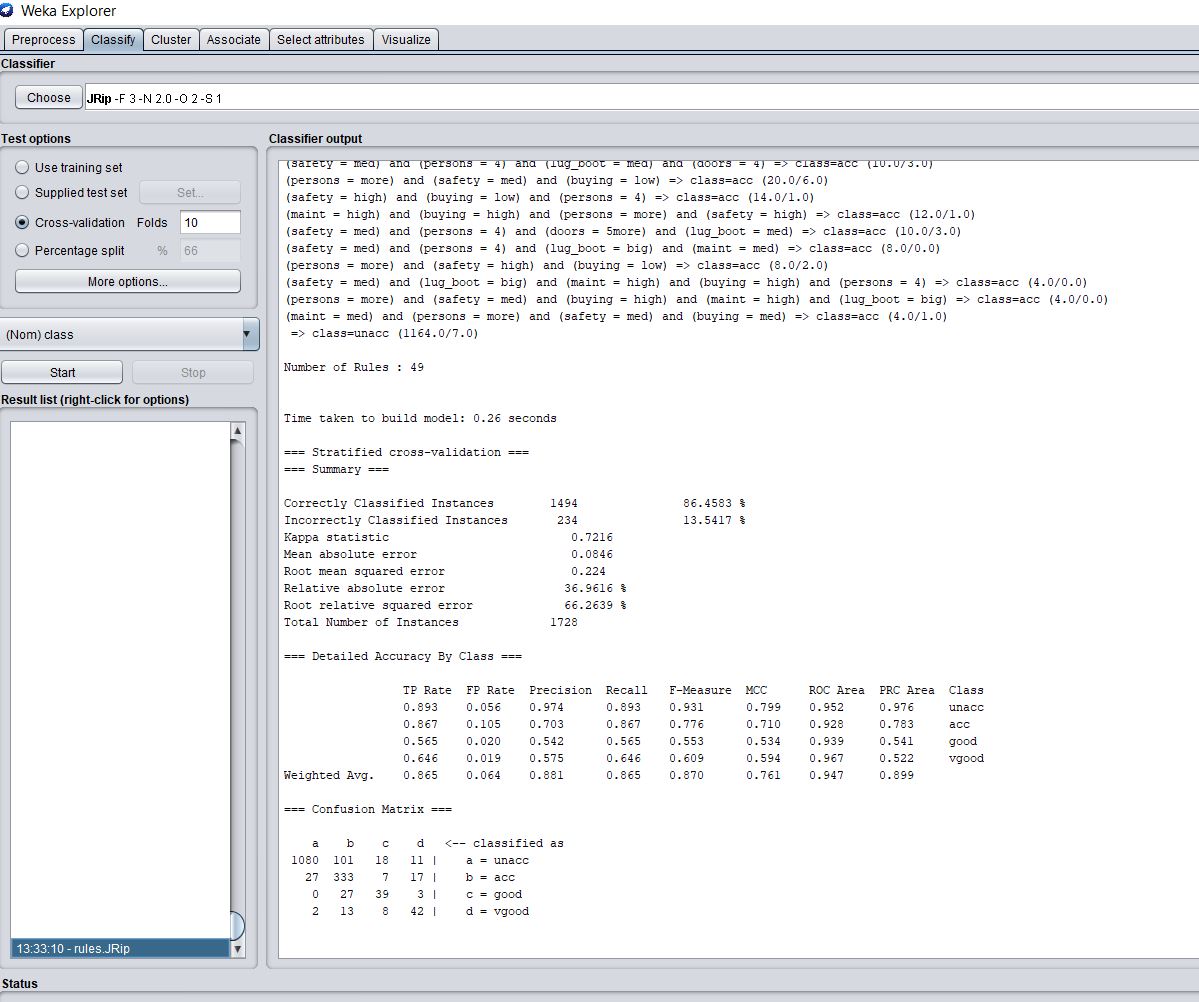 Weka Explorer
Preprocess Classify Cluster Associate Select attributes Visualize
Classifier
Choose JRip -F 3 -N 2.0 -O 2 -S 1
Test options
Use training set
Supplied test set Set...
Cross-validation Folds 10
Percentage split % 66
More options...
(Nom) class
Start Stop
Result list (right-click for options)
13:33:10 - rules.JRip
Classifier output
(safety = med) and (persons = 4) and (lug_boot = med) and (doors = 4) => class=acc (10.0/3.0)
(persons = more) and (safety = med) and (buying = low) => class=acc (20.0/6.0)
(safety = high) and (buying = low) and (persons = 4) => class=acc (14.0/1.0)
(maint = high) and (buying = high) and (persons = more) and (safety = high) => class=acc (12.0/1.0)
(safety = med) and (persons = 4) and (doors = 5more) and (lug_boot = med) => class=acc (10.0/3.0)
(safety = med) and (persons = 4) and (lug_boot = big) and (maint = med) => class=acc (8.0/0.0)
(persons = more) and (safety = high) and (buying = low) => class=acc (8.0/2.0)
(safety = med) and (lug_boot = big) and (maint = high) and (buying = high) and (persons = 4) => class=acc (4.0/0.0)
(persons = more) and (safety = med) and (buying = high) and (maint = high) and (lug_boot = big) => class=acc (4.0/0.0)
(maint = med) and (persons = more) and (safety = med) and (buying = med) => class=acc (4.0/1.0)
=> class=unacc (1164.0/7.0)
Number of Rules : 49
Time taken to build model: 0.26 seconds
=== Stratified cross-validation ===
=== Summary ===
Correctly Classified Instances 1494 86.4583 %
Incorrectly Classified Instances 234 13.5417 %
Kappa statistic 0.7216
Mean absolute error 0.0846
Root mean squared error 0.224
Relative absolute error 36.9616 %
Root relative squared error 66.2639 %
Total Number of Instances 1728
=== Detailed Accuracy By Class ===
TP Rate FP Rate Precision Recall F-Measure MCC ROC Area PRC Area Class
0.893 0.056 0.974 0.893 0.931 0.799 0.952 0.976 unacc
0.867 0.105 0.703 0.867 0.776 0.710 0.928 0.783 acc
0.565 0.020 0.542 0.565 0.553 0.534 0.939 0.541 good
0.646 0.019 0.575 0.646 0.609 0.594 0.967 0.522 vgood
Weighted Avg. 0.865 0.064 0.881 0.865 0.870 0.761 0.947 0.899
=== Confusion Matrix ===
a b c d <-- classified as
1080 101 18 11 | a = unacc
27 333 7 17 | b = acc
0 27 39 3 | c = good
2 13 8 42 | d = vgood
Status